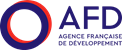 AFD
AGENCE FRANÇAISE
DE DÉVELOPPEMENT